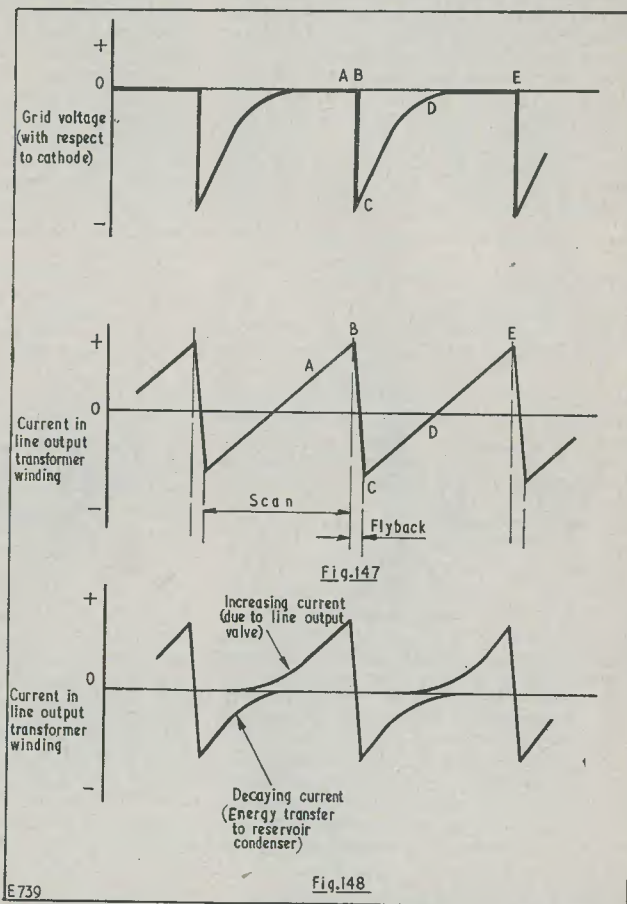 +
0
Grid voltage
(with respect
to cathode)
−
A B
E
D
C
+
0
Current in
line output
transformer
winding
−
B
E
A
D
C
Scan
Flyback
Fig.147
+
0
Current in
line output
transformer
winding
−
Increasing current
(due to line output
valve)
Decaying current
(Energy transfer
to reservoir
condenser)
E739
Fig.148